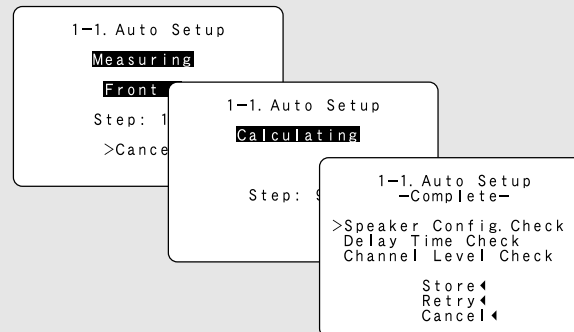 1-1. Auto Setup
Measuring
Front
Step: 1
>Cance
1-1. Auto Setup
Calculating
Step:
1-1. Auto Setup
-Complete-
>Speaker Config. Check
Delay Time Check
Channel Level Check
Store◀
Retry◀
Cancel◀